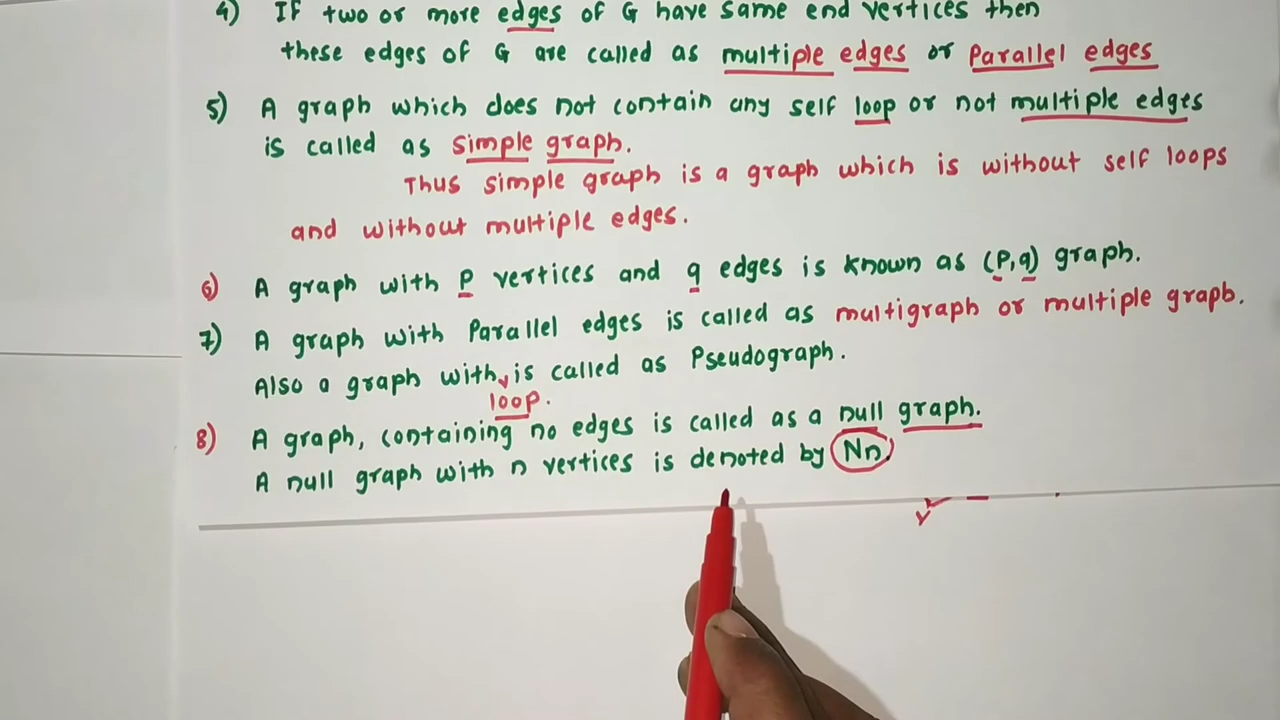 4) If two or more edges of G have same end vertices then
these edges of G are called as multiple edges or Parallel edges
5) A graph which does not contain any self loop or not multiple edges
is called as simple graph.
Thus simple graph is a graph which is without self loops
and without multiple edges.
6) A graph with P vertices and q edges is known as (P,q) graph.
7) A graph with Parallel edges is called as multigraph or multiple graph.
Also a graph with is called as Pseudograph.
loop.
8) A graph, containing no edges is called as a null graph.
A null graph with n vertices is denoted by Nn.